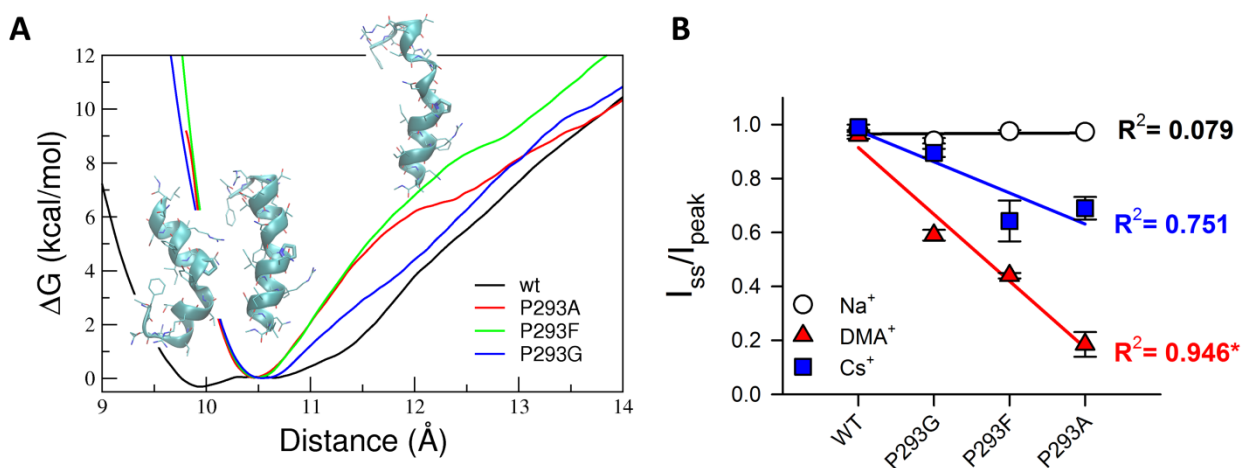 A
ΔG (kcal/mol)
12
10
8
6
4
2
0
9
10
11
12
13
14
Distance (Å)
wt
P293A
P293F
P293G
B
I_ss/I_peak
1.0
0.8
0.6
0.4
0.2
0.0
R²= 0.079
R²= 0.751
R²= 0.946*
Na⁺
DMA⁺
Cs⁺
WT
P293G
P293F
P293A